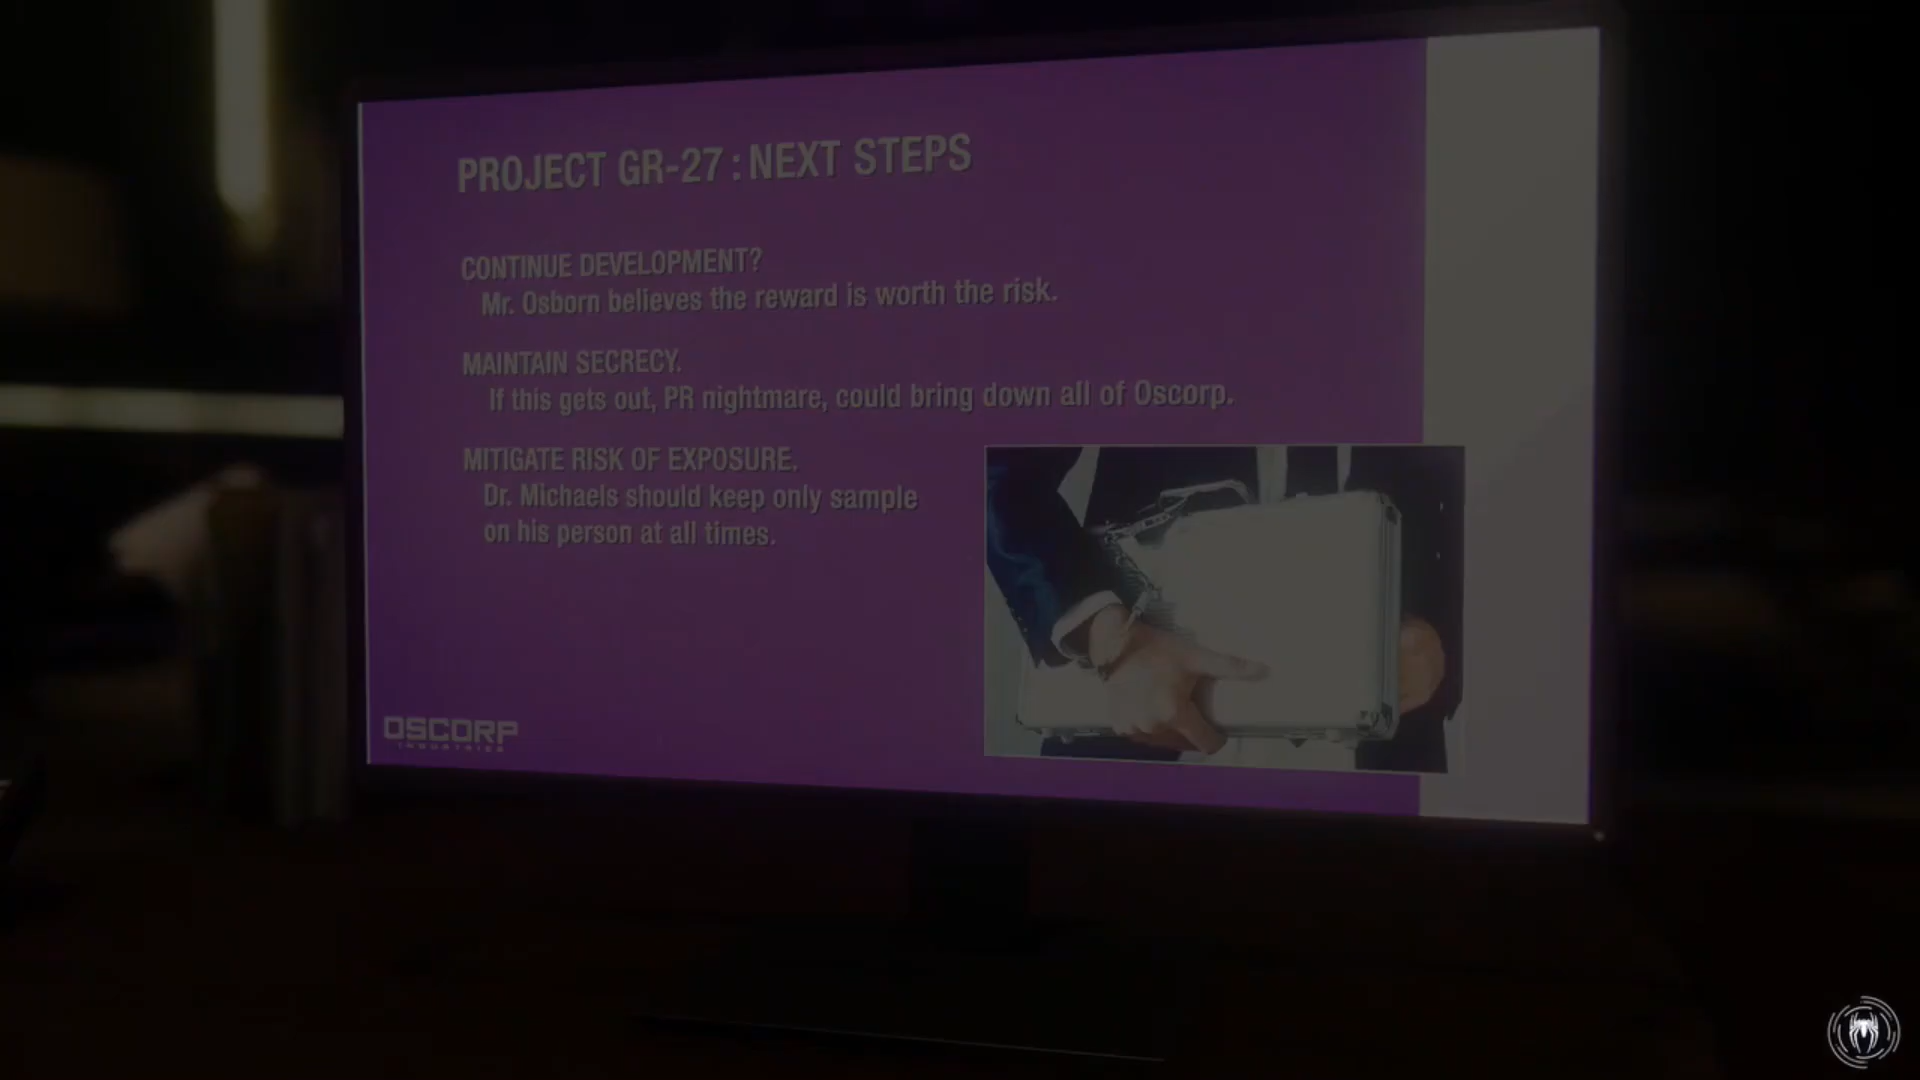 PROJECT GR-27 : NEXT STEPS
CONTINUE DEVELOPMENT?
Mr. Osborn believes the reward is worth the risk.
MAINTAIN SECRECY.
If this gets out, PR nightmare, could bring down all of Oscorp.
MITIGATE RISK OF EXPOSURE.
Dr. Michaels should keep only sample
on his person at all times.
OSCORP
INDUSTRIES